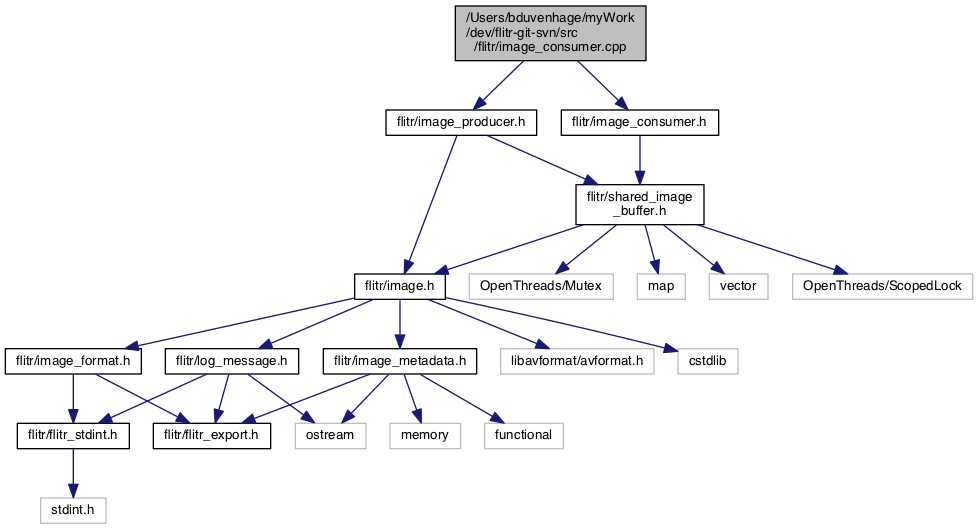 /Users/bduvenhage/myWork
/dev/flitr-git-svn/src
/flitr/image_consumer.cpp
flitr/image_producer.h
flitr/image_consumer.h
flitr/shared_image
_buffer.h
flitr/image.h
OpenThreads/Mutex
map
vector
OpenThreads/ScopedLock
flitr/image_format.h
flitr/log_message.h
flitr/image_metadata.h
libavformat/avformat.h
cstdlib
flitr/flitr_stdint.h
flitr/flitr_export.h
ostream
memory
functional
stdint.h